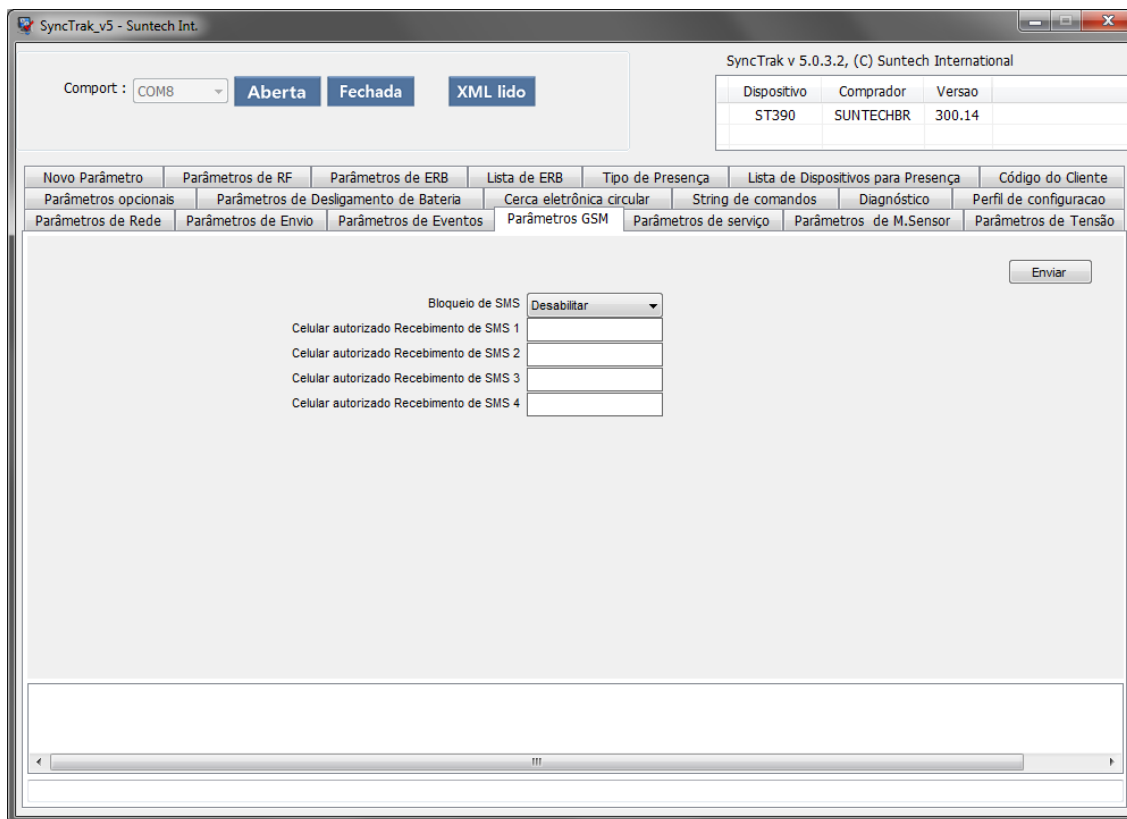 SyncTrak_v5 - Suntech Int.
SyncTrak v 5.0.3.2, (C) Suntech International
Comport : COM8 Aberta Fechada XML lido
Dispositivo Comprador Versao
ST390 SUNTECHBR 300.14
Novo Parâmetro Parâmetros de RF Parâmetros de ERB Lista de ERB Tipo de Presença Lista de Dispositivos para Presença Código do Cliente
Parâmetros opcionais Parâmetros de Desligamento de Bateria Cerca eletrônica circular String de comandos Diagnóstico Perfil de configuracao
Parâmetros de Rede Parâmetros de Envio Parâmetros de Eventos Parâmetros GSM Parâmetros de serviço Parâmetros de M.Sensor Parâmetros de Tensão
Enviar
Bloqueio de SMS Desabilitar
Celular autorizado Recebimento de SMS 1
Celular autorizado Recebimento de SMS 2
Celular autorizado Recebimento de SMS 3
Celular autorizado Recebimento de SMS 4